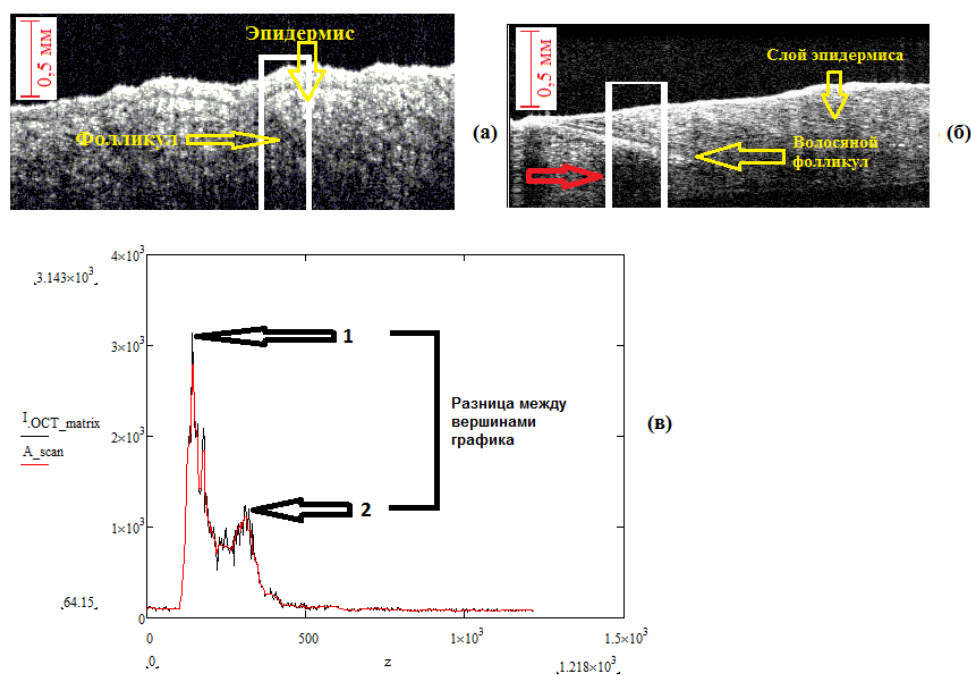 0,5 мм
Эпидермис
Фолликул
(а)
0,5 мм
Слой эпидермиса
Волосяной
фолликул
(б)
4×10³
3.143×10³
3×10³
1
I.OCT_matrix
A_scan
2×10³
Разница между
вершинами
графика
(в)
2
1×10³
64.15
0
0
500
1×10³
1.5×10³
0
z
1.218×10³